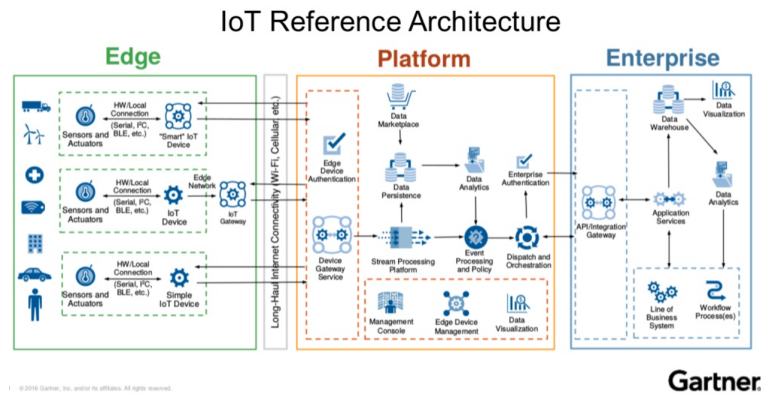 IoT Reference Architecture
Edge
Platform
Enterprise
HW/Local
Connection
(Serial, I²C,
BLE, etc.)
Sensors and
Actuators
"Smart" IoT
Device
HW/Local
Connection
(Serial, I²C,
BLE, etc.)
Sensors and
Actuators
IoT
Device
Edge
Network
IoT
Gateway
HW/Local
Connection
(Serial, I²C,
BLE, etc.)
Sensors and
Actuators
Simple
IoT Device
Long-Haul Internet Connectivity (Wi-Fi, Cellular, etc.)
Edge
Device
Authentication
Device
Gateway
Service
Data
Marketplace
Data
Persistence
Data
Analytics
Enterprise
Authentication
Stream Processing
Platform
Event
Processing
and Policy
Dispatch and
Orchestration
Management
Console
Edge Device
Management
Data
Visualization
API/Integration
Gateway
Data
Warehouse
Data
Visualization
Data
Analytics
Application
Services
Line of
Business
System
Workflow
Process(es)
1 © 2016 Gartner, Inc. and/or its affiliates. All rights reserved.
Gartner.